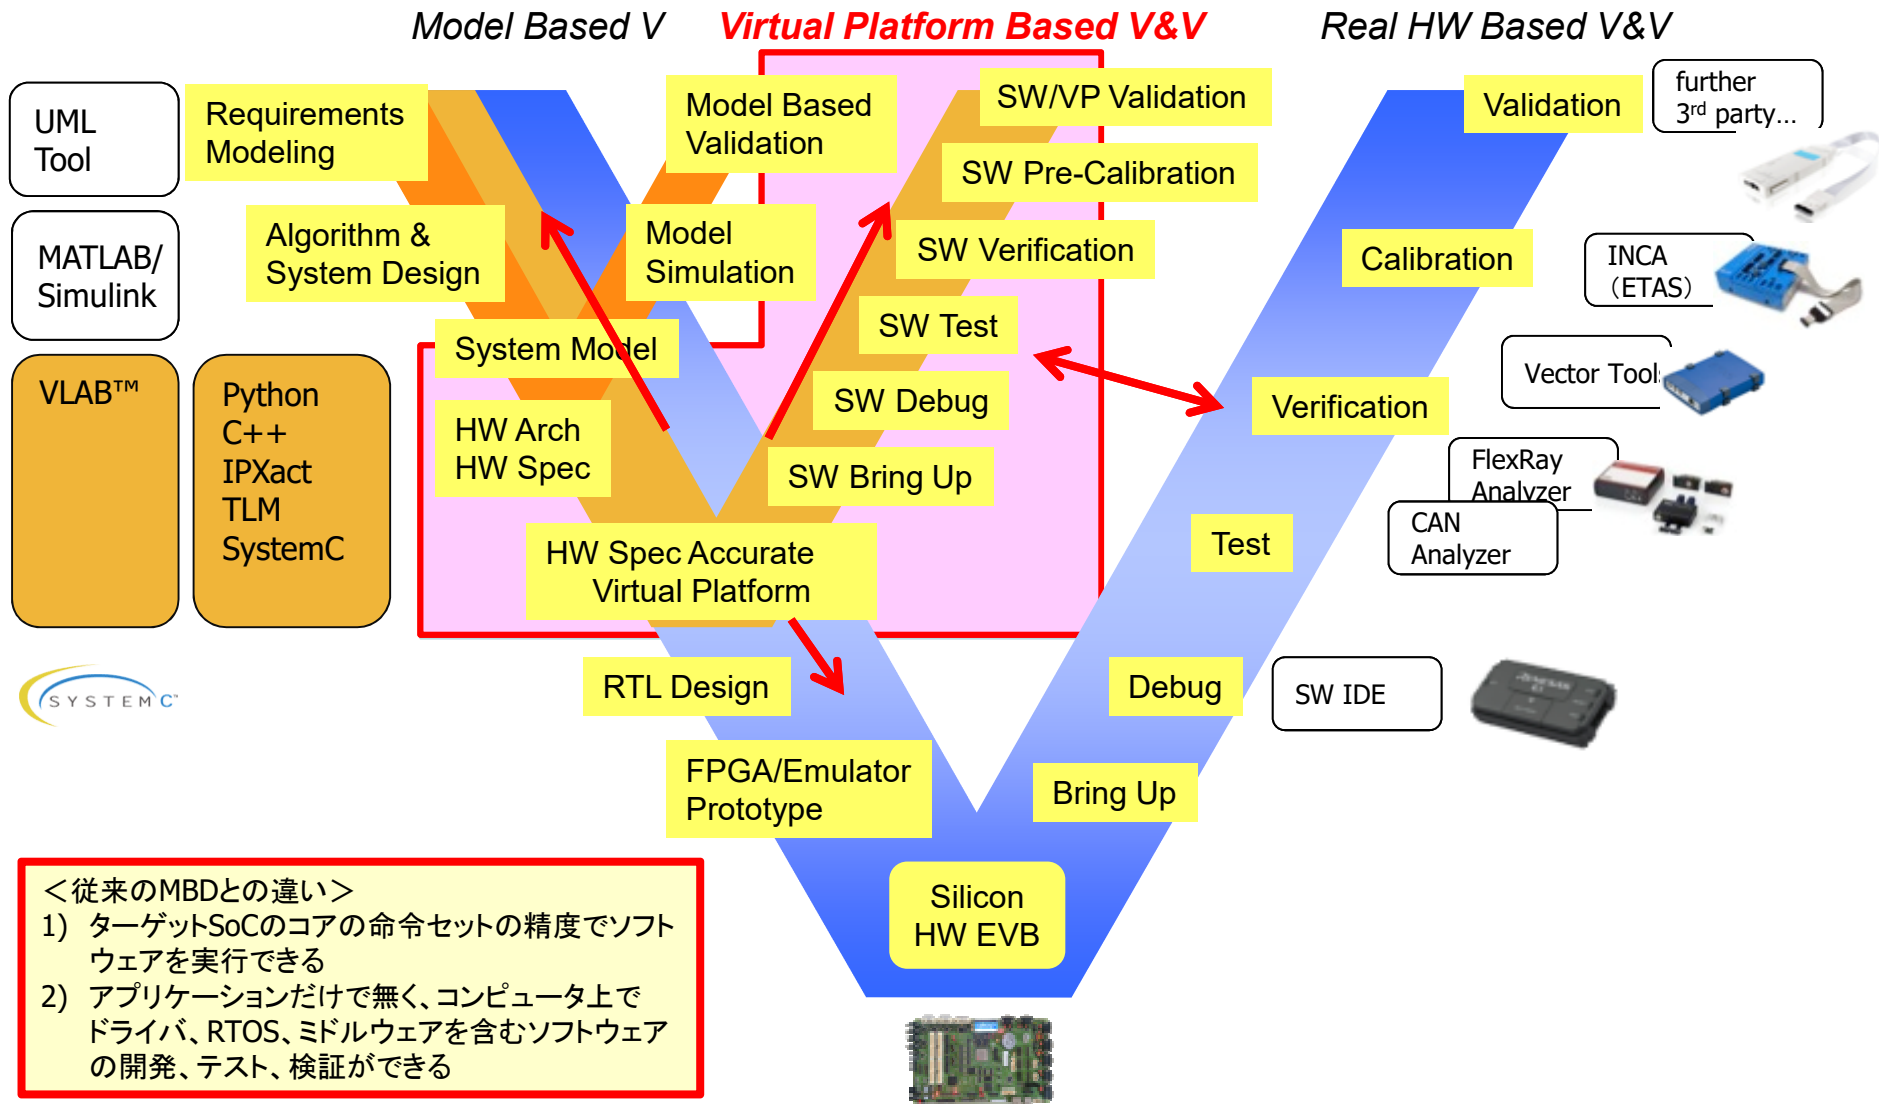 Model Based V
Virtual Platform Based V&V
Real HW Based V&V
UML
Tool
Requirements
Modeling
Model Based
Validation
SW/VP Validation
Validation
further
3rd party...
SW Pre-Calibration
MATLAB/
Simulink
Algorithm &
System Design
Model
Simulation
SW Verification
Calibration
INCA
（ETAS）
System Model
SW Test
Vector Tools
VLAB™
Python
C++
IPXact
TLM
SystemC
HW Arch
HW Spec
SW Debug
Verification
SW Bring Up
FlexRay
Analyzer
CAN
Analyzer
HW Spec Accurate
Virtual Platform
Test
SYSTEM C™
RTL Design
Debug
SW IDE
RENESAS
E1
FPGA/Emulator
Prototype
Bring Up
Silicon
HW EVB
＜従来のMBDとの違い＞
1) ターゲットSoCのコアの命令セットの精度でソフト
ウェアを実行できる
2) アプリケーションだけで無く、コンピュータ上で
ドライバ、RTOS、ミドルウェアを含むソフトウェア
の開発、テスト、検証ができる